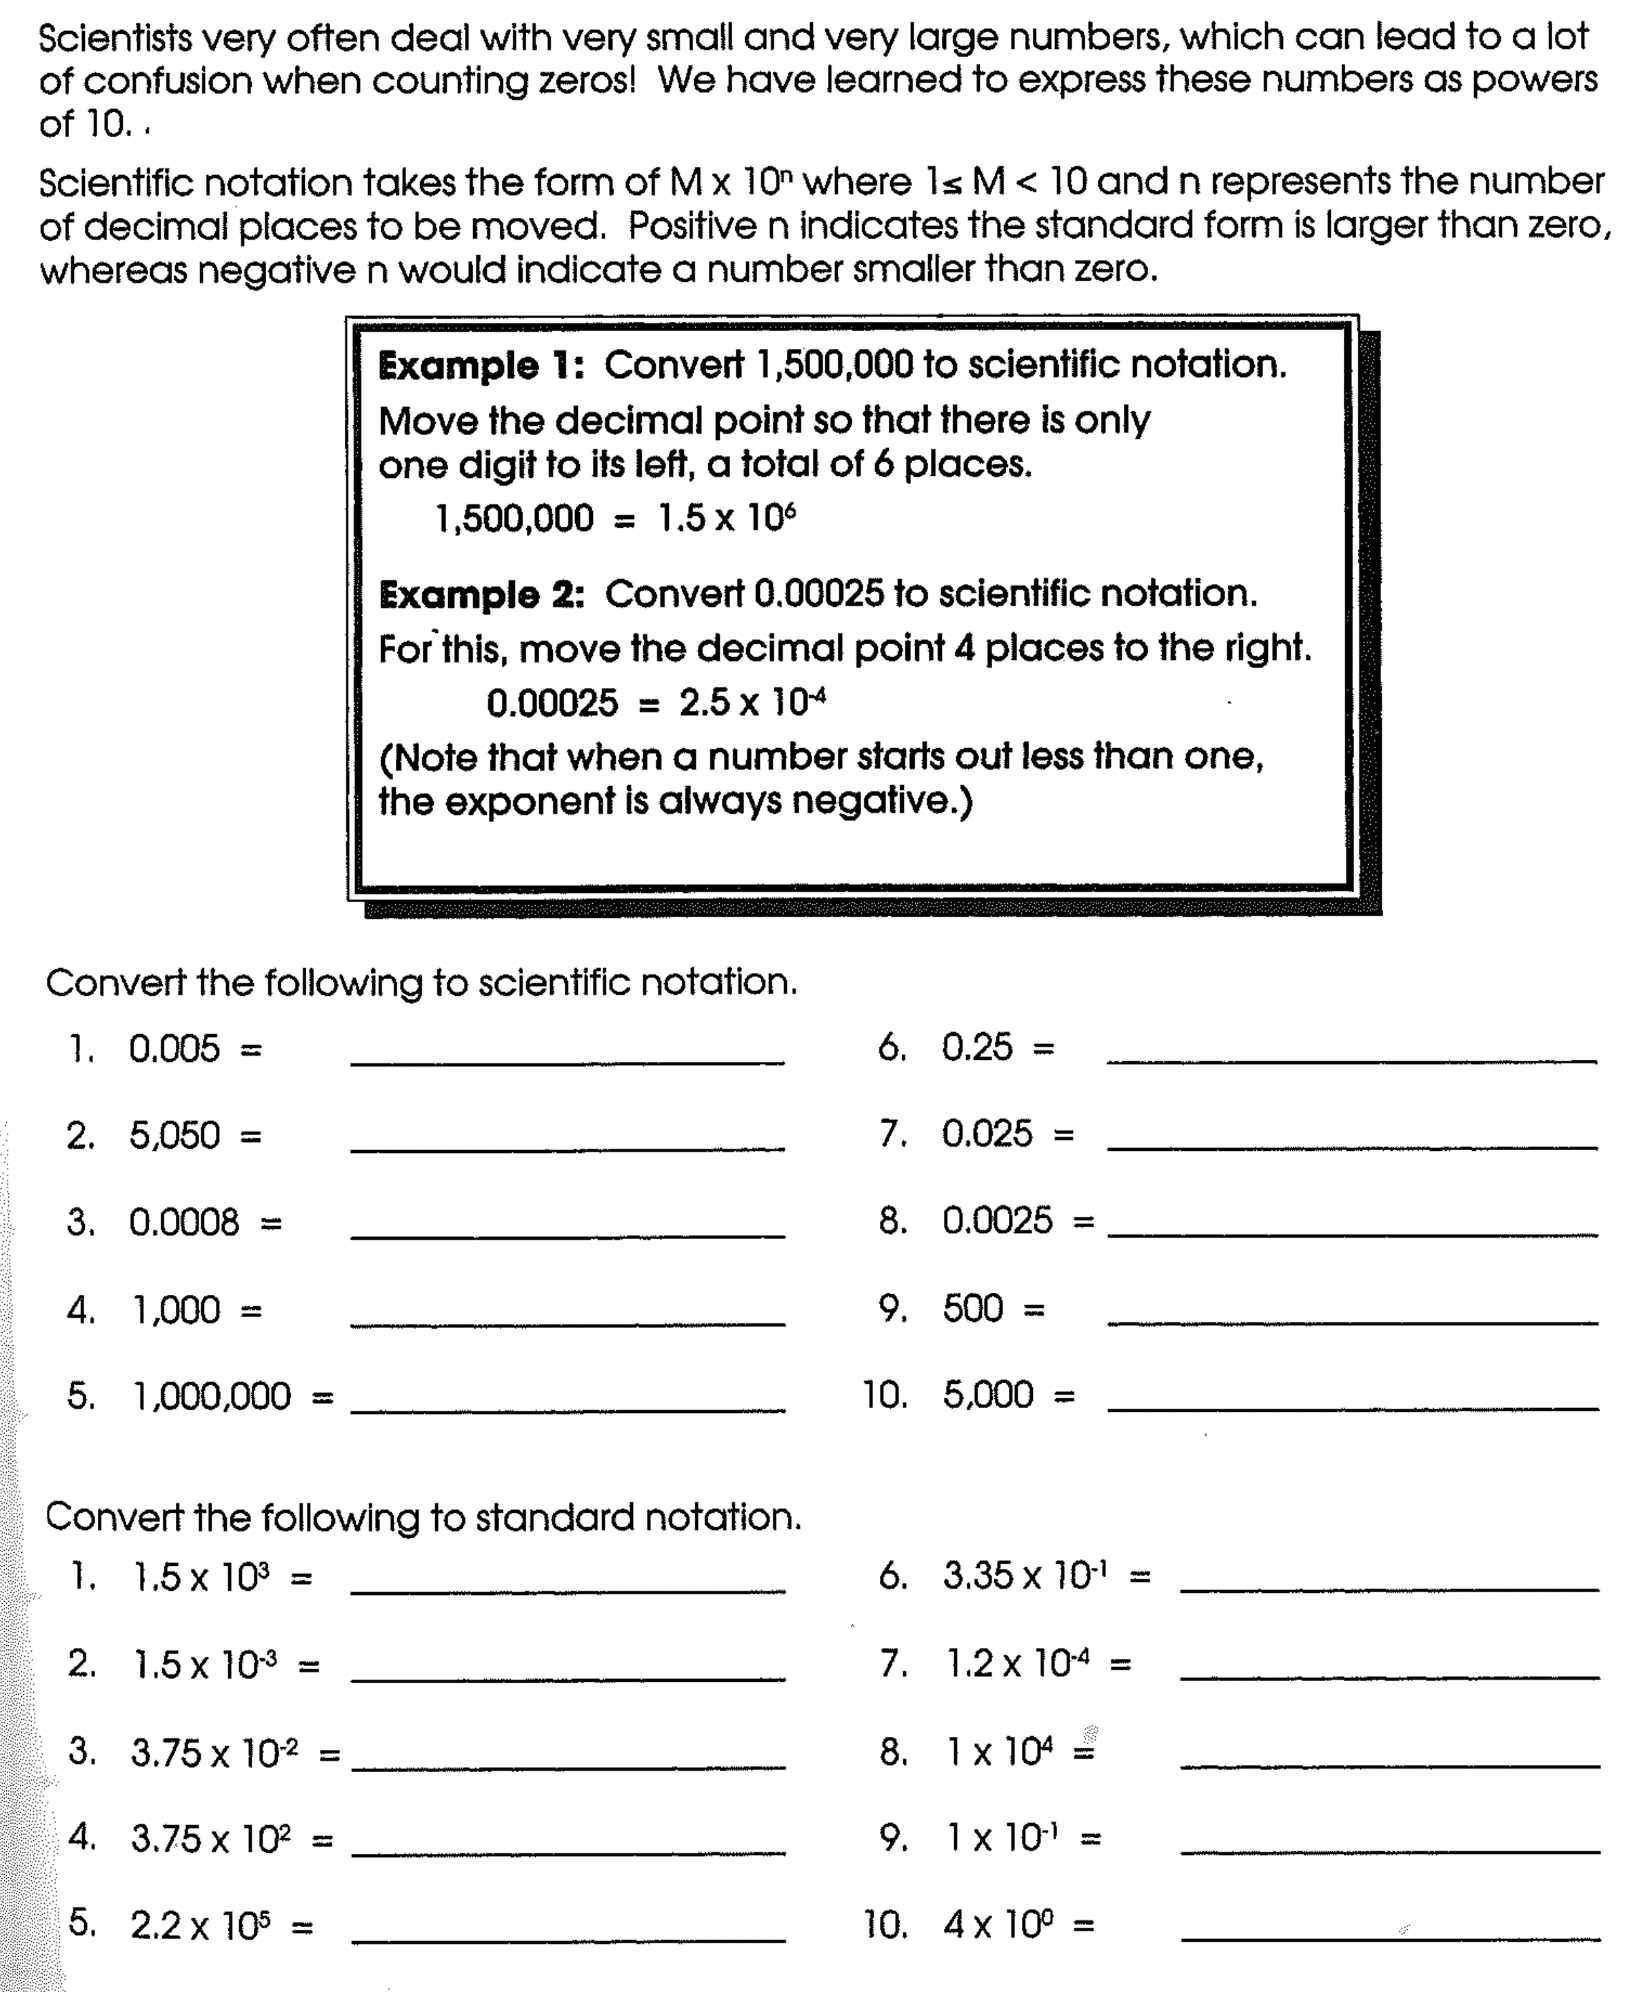 Scientists very often deal with very small and very large numbers, which can lead to a lot
of confusion when counting zeros! We have learned to express these numbers as powers
of 10. .
Scientific notation takes the form of M x 10ⁿ where 1≤ M < 10 and n represents the number
of decimal places to be moved. Positive n indicates the standard form is larger than zero,
whereas negative n would indicate a number smaller than zero.
Example 1: Convert 1,500,000 to scientific notation.
Move the decimal point so that there is only
one digit to its left, a total of 6 places.
1,500,000 = 1.5 x 10⁶
Example 2: Convert 0.00025 to scientific notation.
For this, move the decimal point 4 places to the right.
0.00025 = 2.5 x 10⁻⁴
(Note that when a number starts out less than one,
the exponent is always negative.)
Convert the following to scientific notation.
1. 0.005 =
6. 0.25 =
2. 5,050 =
7. 0.025 =
3. 0.0008 =
8. 0.0025 =
4. 1,000 =
9. 500 =
5. 1,000,000 =
10. 5,000 =
Convert the following to standard notation.
1. 1.5 x 10³ =
6. 3.35 x 10⁻¹ =
2. 1.5 x 10⁻³ =
7. 1.2 x 10⁻⁴ =
3. 3.75 x 10⁻² =
8. 1 x 10⁴ =
4. 3.75 x 10² =
9. 1 x 10⁻¹ =
5. 2.2 x 10⁵ =
10. 4 x 10⁰ =